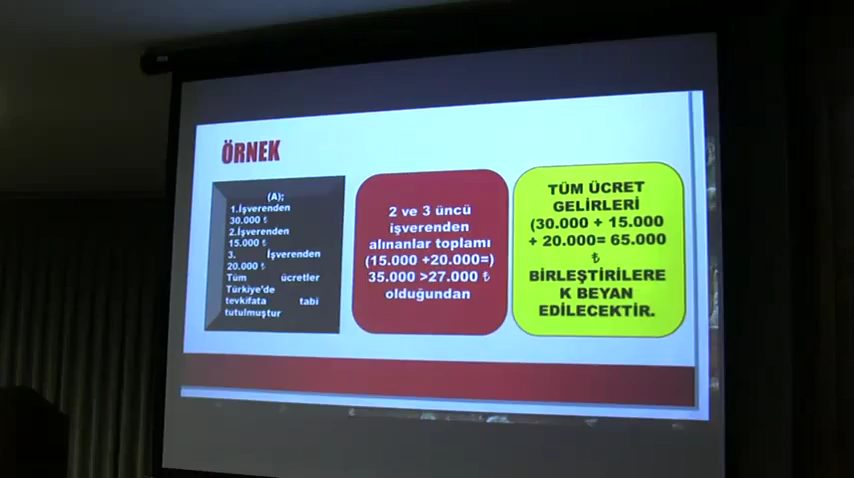 ÖRNEK
(A);
1.İşverenden
30.000 ₺
2.İşverenden
15.000 ₺
3. İşverenden
20.000 ₺
Tüm ücretler
Türkiye'de
tevkifata tabi
tutulmuştur
2 ve 3 üncü
işverenden
alınanlar toplamı
(15.000 +20.000=)
35.000 >27.000 ₺
olduğundan
TÜM ÜCRET
GELİRLERİ
(30.000 + 15.000
+ 20.000= 65.000
₺
BİRLEŞTİRİLERE
K BEYAN
EDİLECEKTİR.